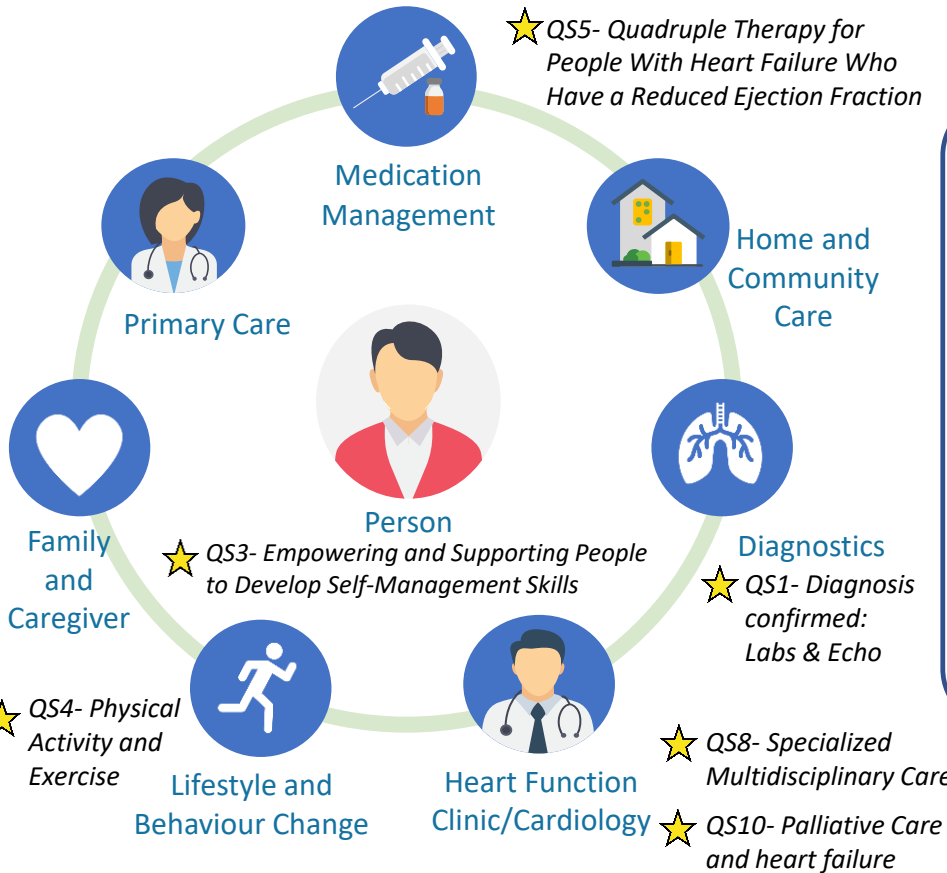 QS5- Quadruple Therapy for
People With Heart Failure Who
Have a Reduced Ejection Fraction
Medication
Management
Home and
Community
Care
Primary Care
Person
QS3- Empowering and Supporting People
to Develop Self-Management Skills
Family
and
Caregiver
Diagnostics
QS1- Diagnosis
confirmed:
Labs & Echo
QS4- Physical
Activity and
Exercise
Lifestyle and
Behaviour Change
Heart Function
Clinic/Cardiology
QS8- Specialized
Multidisciplinary Care
QS10- Palliative Care
and heart failure